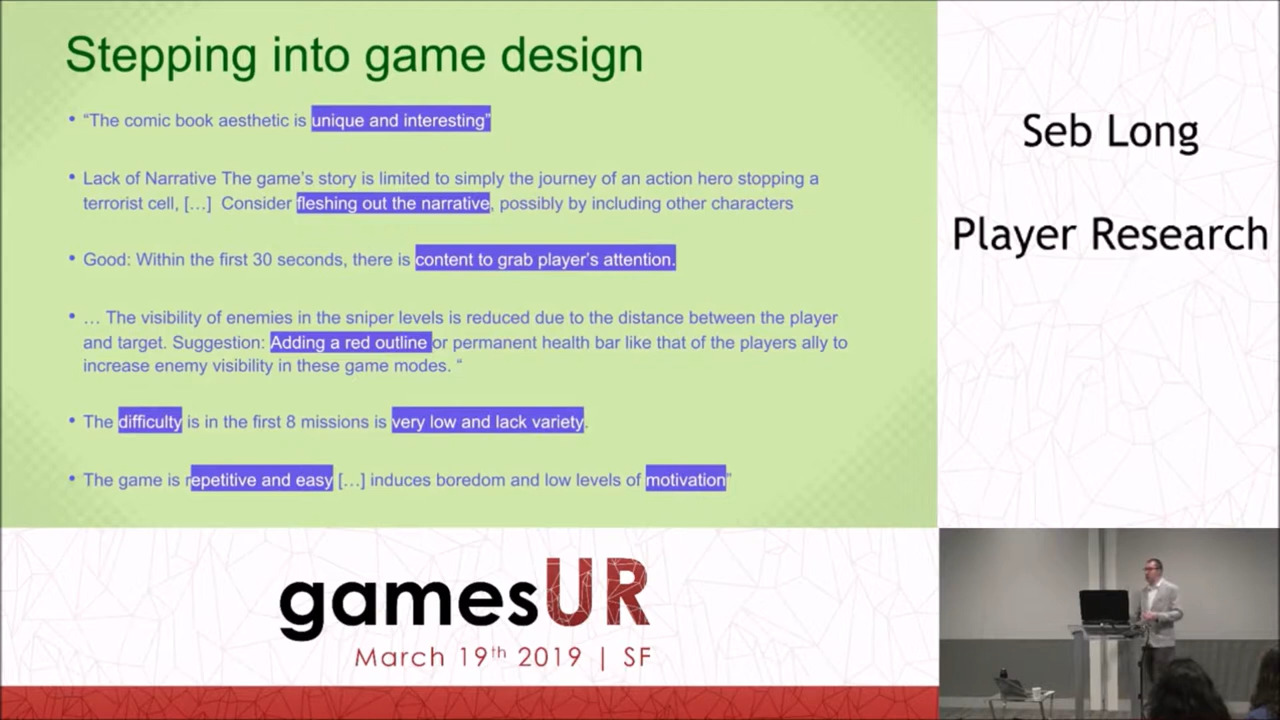 Stepping into game design
• “The comic book aesthetic is unique and interesting”
• Lack of Narrative The game’s story is limited to simply the journey of an action hero stopping a
terrorist cell, […] Consider fleshing out the narrative, possibly by including other characters
• Good: Within the first 30 seconds, there is content to grab player’s attention.
• … The visibility of enemies in the sniper levels is reduced due to the distance between the player
and target. Suggestion: Adding a red outline or permanent health bar like that of the players ally to
increase enemy visibility in these game modes. “
• The difficulty is in the first 8 missions is very low and lack variety.
• The game is repetitive and easy […] induces boredom and low levels of motivation”
Seb Long
Player Research
gamesUR
March 19th 2019 | SF